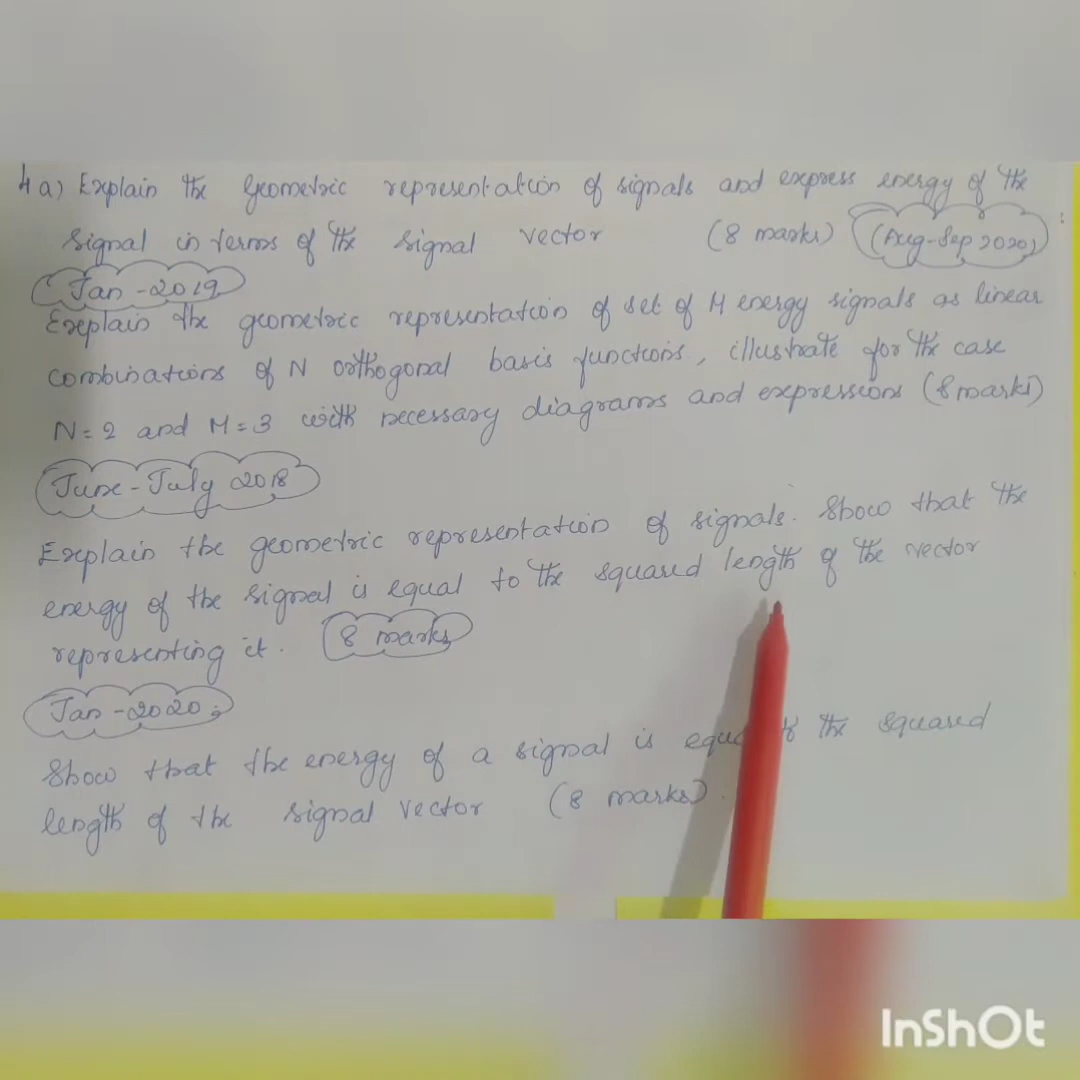 4 a) Explain the geometric representation of signals and express energy of the
signal in terms of the signal vector (8 marks) (Aug-Sep 2020)
Jan - 2019
Explain the geometric representation of set of M energy signals as linear
combinations of N orthogonal basis functions, illustrate for the case
N = 2 and M = 3 with necessary diagrams and expressions (8 marks)
June - July 2018
Explain the geometric representation of signals. Show that the
energy of the signal is equal to the squared length of the vector
representing it. 8 marks
Jan - 2020;
Show that the energy of a signal is the squared
length of the signal vector (8 marks).
InShOt